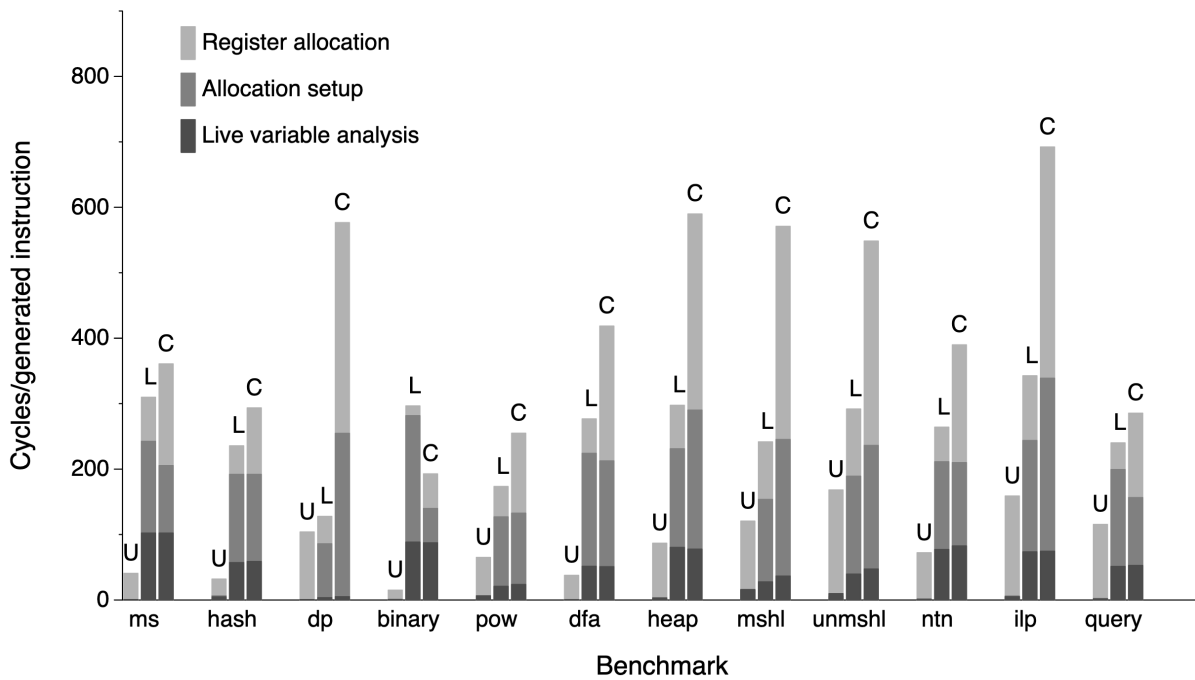 Register allocation
Allocation setup
Live variable analysis
Cycles/generated instruction
800
600
400
200
0
U L C
U L C
U L C
U L C
U L C
U L C
U L C
U L C
U L C
U L C
U L C
U L C
ms hash dp binary pow dfa heap mshl unmshl ntn ilp query
Benchmark